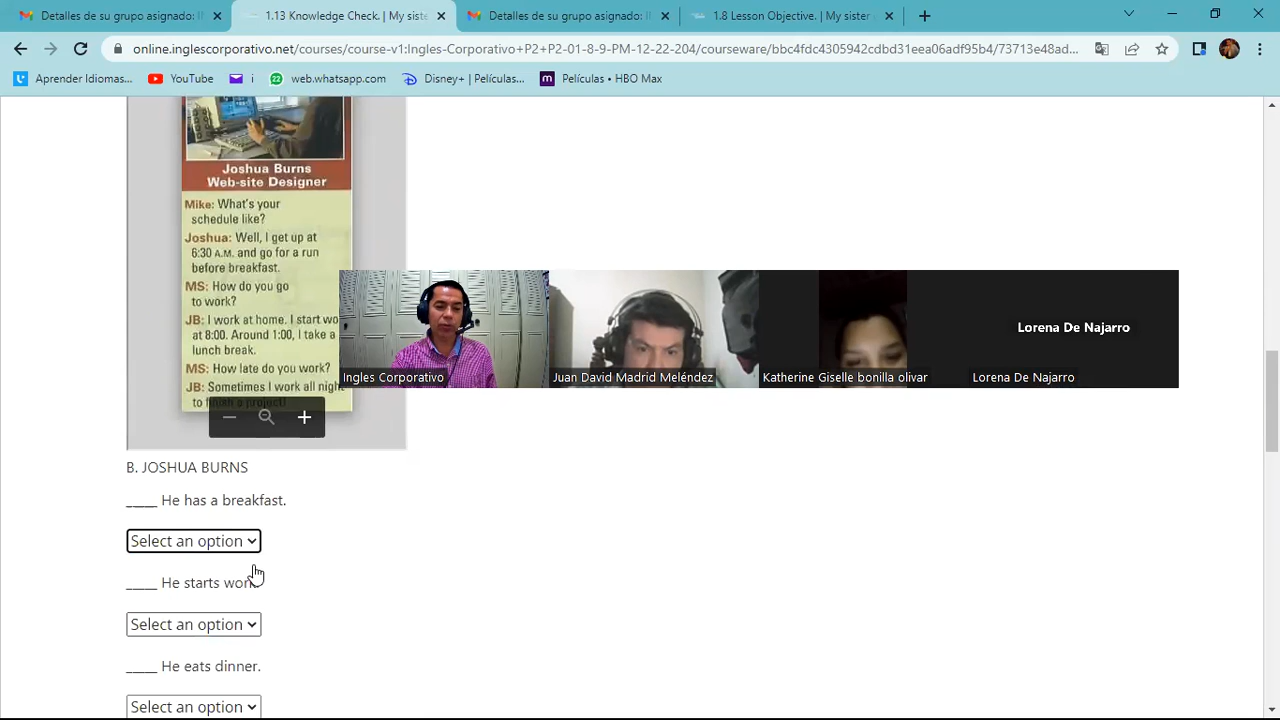 Detalles de su grupo asignado: I
1.13 Knowledge Check. | My siste
Detalles de su grupo asignado: I
1.8 Lesson Objective. | My sister
online.inglescorporativo.net/courses/course-v1:Ingles-Corporativo+P2+P2-01-8-9-PM-12-22-204/courseware/bbc4fdc4305942cdbd31eea06adf95b4/73713e48ad...
Aprender Idiomas...
YouTube
i
22
web.whatsapp.com
Disney+ | Películas...
Películas • HBO Max
Joshua Burns
Web-site Designer
Mike: What's your
schedule like?
Joshua: Well, I get up at
6:30 A.M. and go for a run
before breakfast.
MS: How do you go
to work?
JB: I work at home. I start wo
at 8:00. Around 1:00, I take a
lunch break.
MS: How late do you work?
JB: Sometimes I work all night
to finish a project!
Ingles Corporativo
Juan David Madrid Meléndez
Katherine Giselle bonilla olivar
Lorena De Najarro
Lorena De Najarro
B. JOSHUA BURNS
_____ He has a breakfast.
Select an option
_____ He starts work.
Select an option
_____ He eats dinner.
Select an option